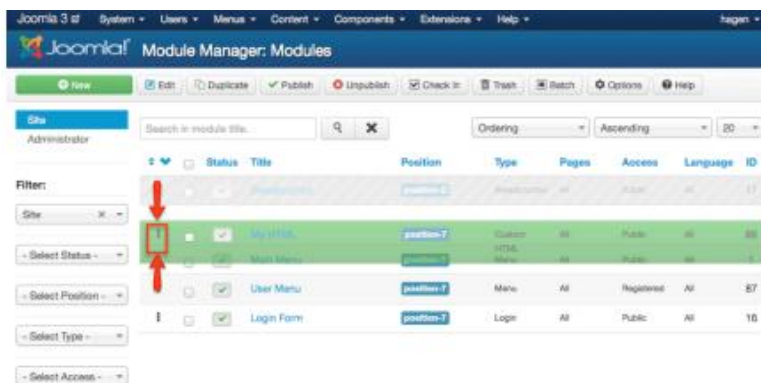 Joomla 3 at System Users Menus Content Components Extensions Help hagen
Joomla! Module Manager: Modules
New Edit Duplicate Publish Unpublish Check In Trash Batch Options Help
Site
Administrator
Search in module title. Ordering Ascending 20
Status Title Position Type Pages Access Language ID
Filter:
Site
My HTML position-7 Custom HTML All Public All
- Select Status -
Main Menu position-7 Menu All Public All 1
- Select Position - User Menu position-7 Menu All Registered All 87
Login Form position-7 Login All Public All 16
- Select Type -
- Select Access -